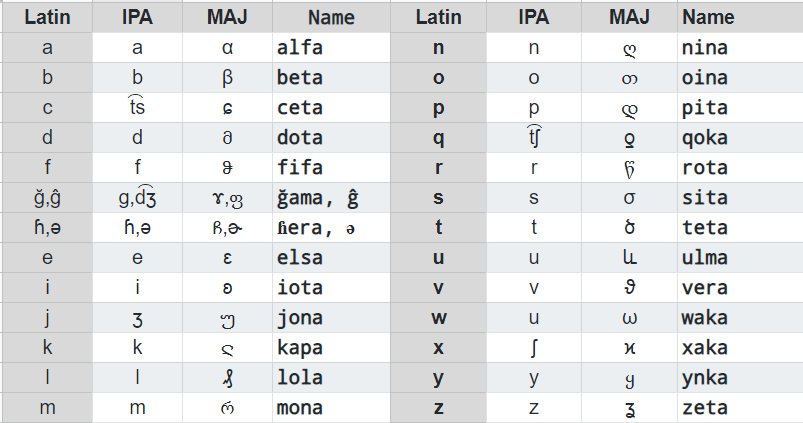 Latin IPA MAJ Name Latin IPA MAJ Name
a a α alfa n n ღ nina
b b β beta o o თ oina
c t͡s ɕ ceta p p დ pita
d d მ dota q t͡ʃ ƍ qoka
f f ვ fifa r r წ rota
ğ,ĝ g,d͡ʒ ɤ,ფ ğama, ĝ s s σ sita
ɦ,ə ɦ,ə ჩ,ჲ ɦera, ə t t ծ teta
e e ε elsa u u և ulma
i i ʚ iota v v ϑ vera
j ʒ უ jona w u ω waka
k k ლ kapa x ʃ ϰ xaka
l l ʆ lola y y ყ ynka
m m რ mona z z ʓ zeta